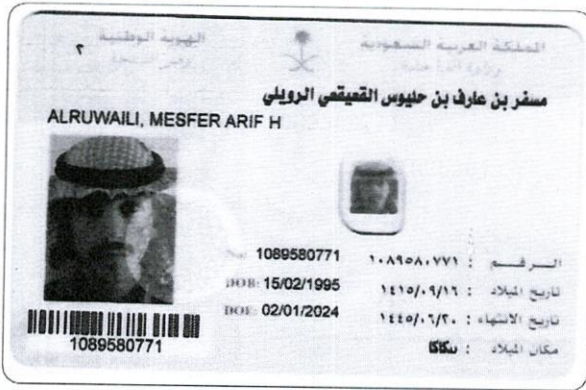 المملكة العربية السعودية
الهوية الوطنية
وزارة الداخلية
٢
مسفر بن عارف بن حليوس القعيقعي الرويلي
ALRUWAILI, MESFER ARIF H
الرقم : ١٠٨٩٥٨٠٧٧١
No: 1089580771
تاريخ الميلاد : ١٤١٥/٠٩/١٦
DOB: 15/02/1995
تاريخ الانتهاء : ١٤٤٥/٠٦/٢٠
DOE: 02/01/2024
مكان الميلاد : سكاكا
1089580771